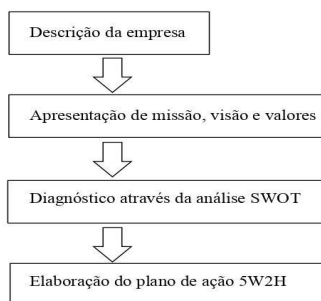 Descrição da empresa
Apresentação de missão, visão e valores
Diagnóstico através da análise SWOT
Elaboração do plano de ação 5W2H